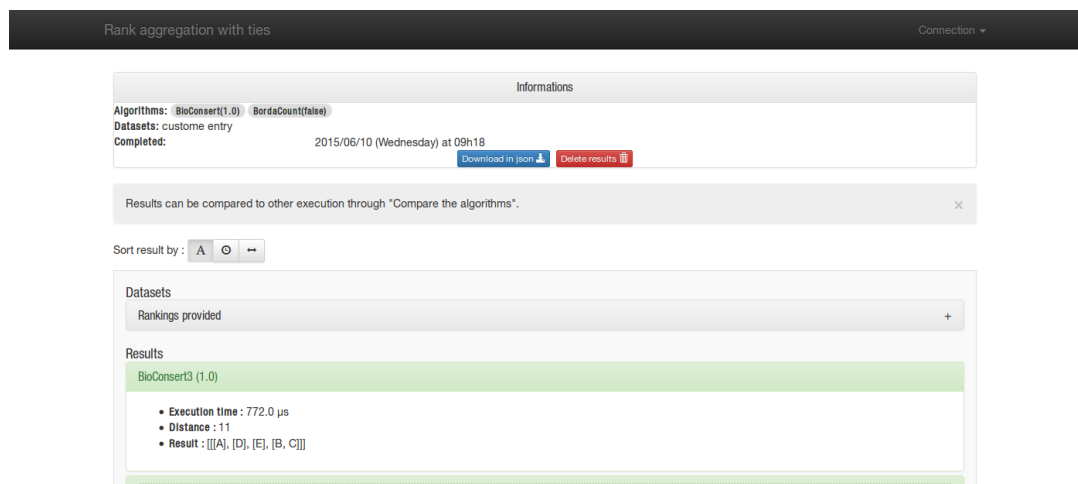 Rank aggregation with ties Connection
Informations
Algorithms: BioConsert(1.0) BordaCount(false)
Datasets: custome entry
Completed: 2015/06/10 (Wednesday) at 09h18
Download in json Delete results
Results can be compared to other execution through "Compare the algorithms". ×
Sort result by : A
Datasets
Rankings provided +
Results
BioConsert3 (1.0)
• Execution time : 772.0 µs
• Distance : 11
• Result : [[[A], [D], [E], [B, C]]]